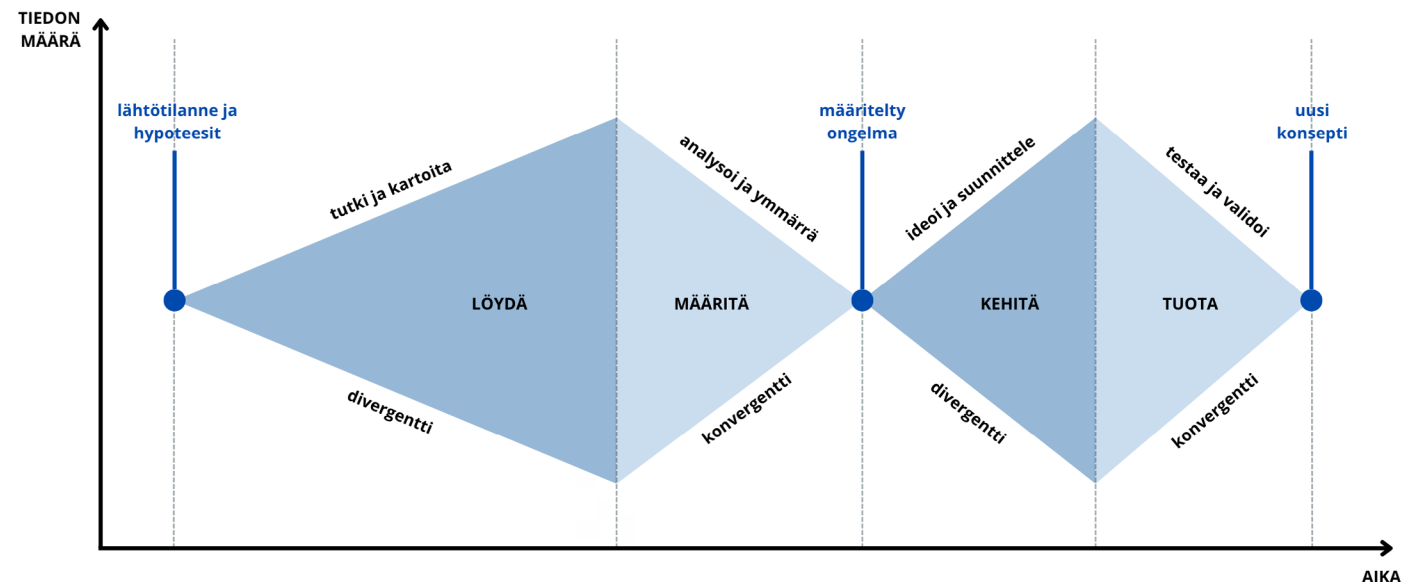 TIEDON
MÄÄRÄ
lähtötilanne ja
hypoteesit
määritelty
ongelma
uusi
konsepti
tutki ja kartoita
analysoi ja ymmärrä
ideoi ja suunnittele
testaa ja validoi
LÖYDÄ
MÄÄRITÄ
KEHITÄ
TUOTA
divergentti
konvergentti
divergentti
konvergentti
AIKA